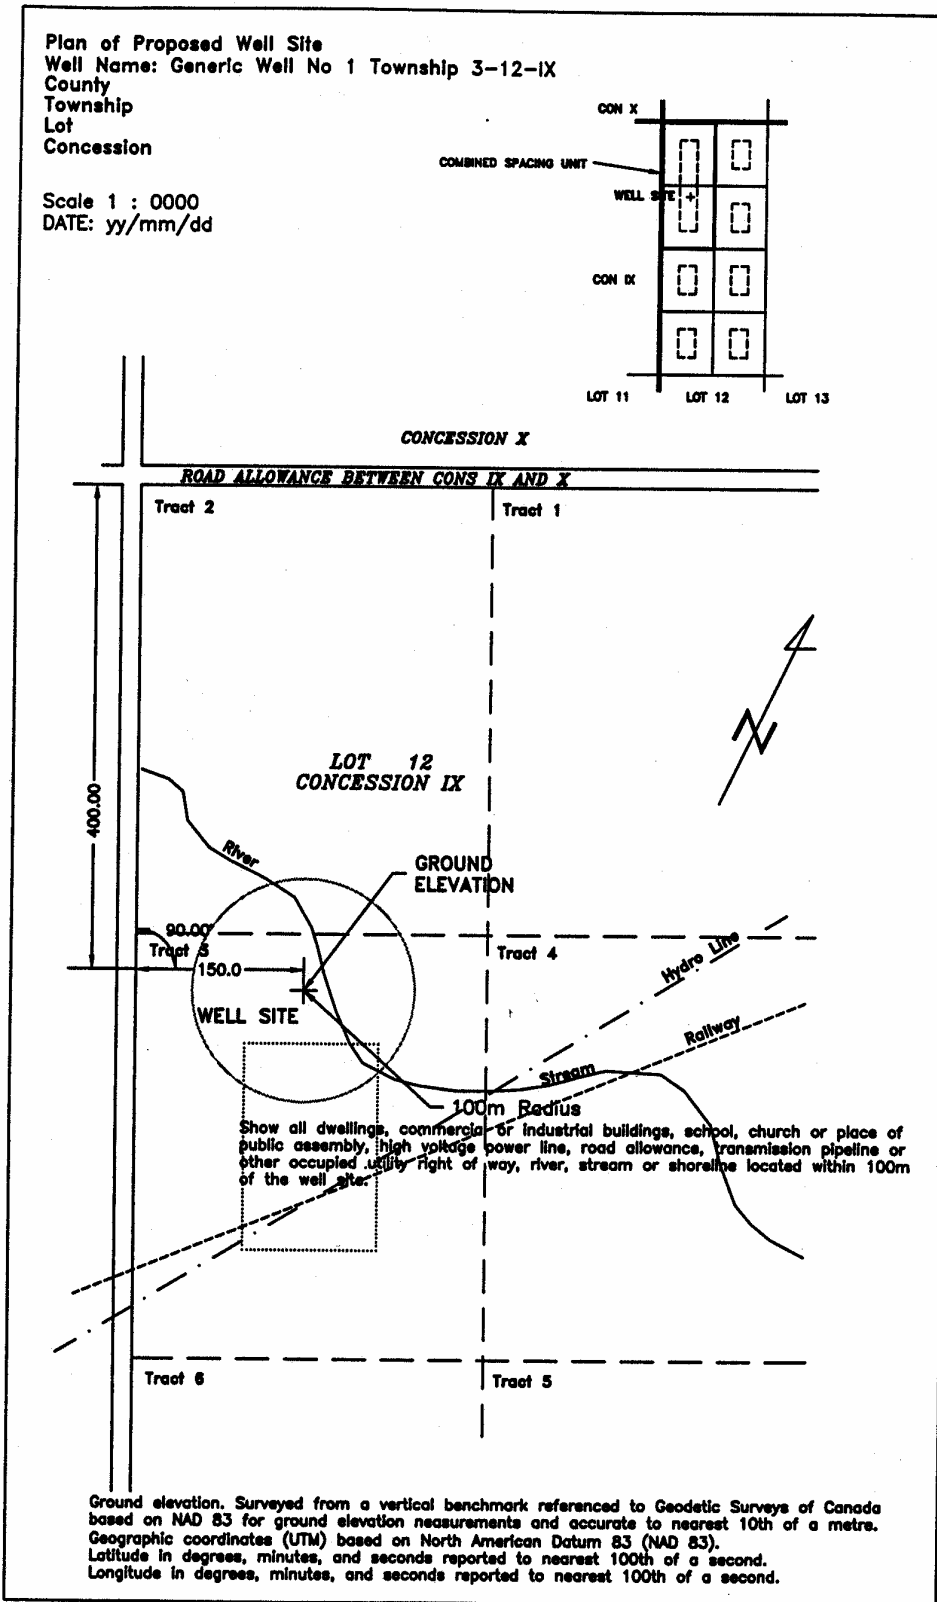 Plan of Proposed Well Site
Well Name: Generic Well No 1 Township 3-12-IX
County
Township
Lot
Concession
Scale 1 : 0000
DATE: yy/mm/dd
CON X
COMBINED SPACING UNIT
WELL SITE
CON IX
LOT 11
LOT 12
LOT 13
CONCESSION X
ROAD ALLOWANCE BETWEEN CONS IX AND X
Tract 2
Tract 1
N
LOT 12
CONCESSION IX
400.00
River
GROUND
ELEVATION
90.00°
Tract 3
Tract 4
150.0
Hydro Line
WELL SITE
Railway
Stream
100m Radius
Show all dwellings, commercial or industrial buildings, school, church or place of
public assembly, high voltage power line, road allowance, transmission pipeline or
other occupied utility right of way, river, stream or shoreline located within 100m
of the well site.
Tract 6
Tract 5
Ground elevation. Surveyed from a vertical benchmark referenced to Geodetic Surveys of Canada
based on NAD 83 for ground elevation neasurements and accurate to nearest 10th of a metre.
Geographic coordinates (UTM) based on North American Datum 83 (NAD 83).
Latitude in degrees, minutes, and seconds reported to nearest 100th of a second.
Longitude in degrees, minutes, and seconds reported to nearest 100th of a second.